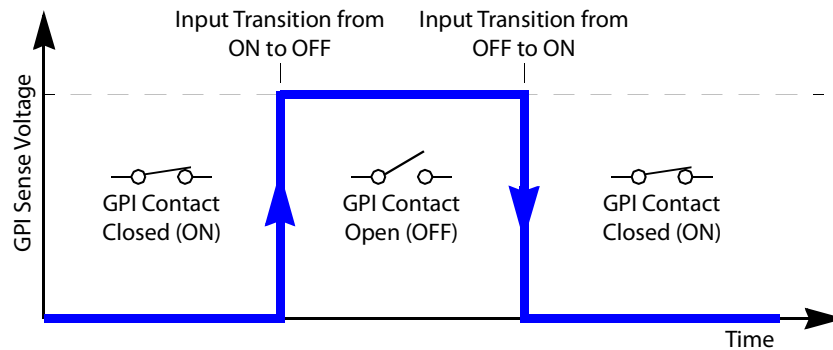 Input Transition from
ON to OFF
Input Transition from
OFF to ON
GPI Sense Voltage
GPI Contact
Closed (ON)
GPI Contact
Open (OFF)
GPI Contact
Closed (ON)
Time